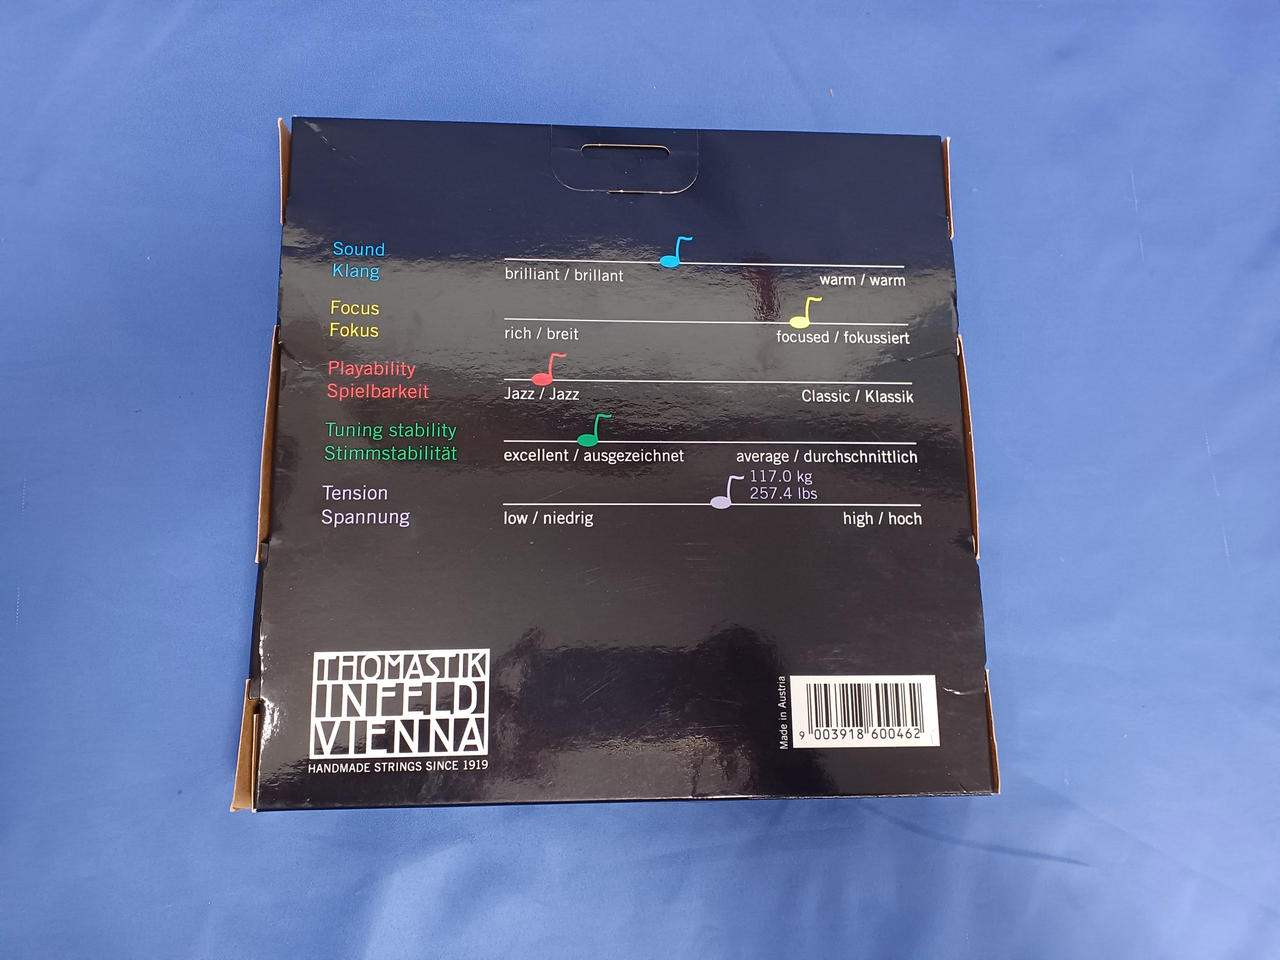 Sound
Klang
brilliant / brillant
warm / warm
Focus
Fokus
rich / breit
focused / fokussiert
Playability
Spielbarkeit
Jazz / Jazz
Classic / Klassik
Tuning stability
Stimmstabilität
excellent / ausgezeichnet
average / durchschnittlich
Tension
Spannung
117.0 kg
257.4 lbs
low / niedrig
high / hoch
THOMASTIK
INFELD
VIENNA
HANDMADE STRINGS SINCE 1919
Made in Austria
9 003918 600462